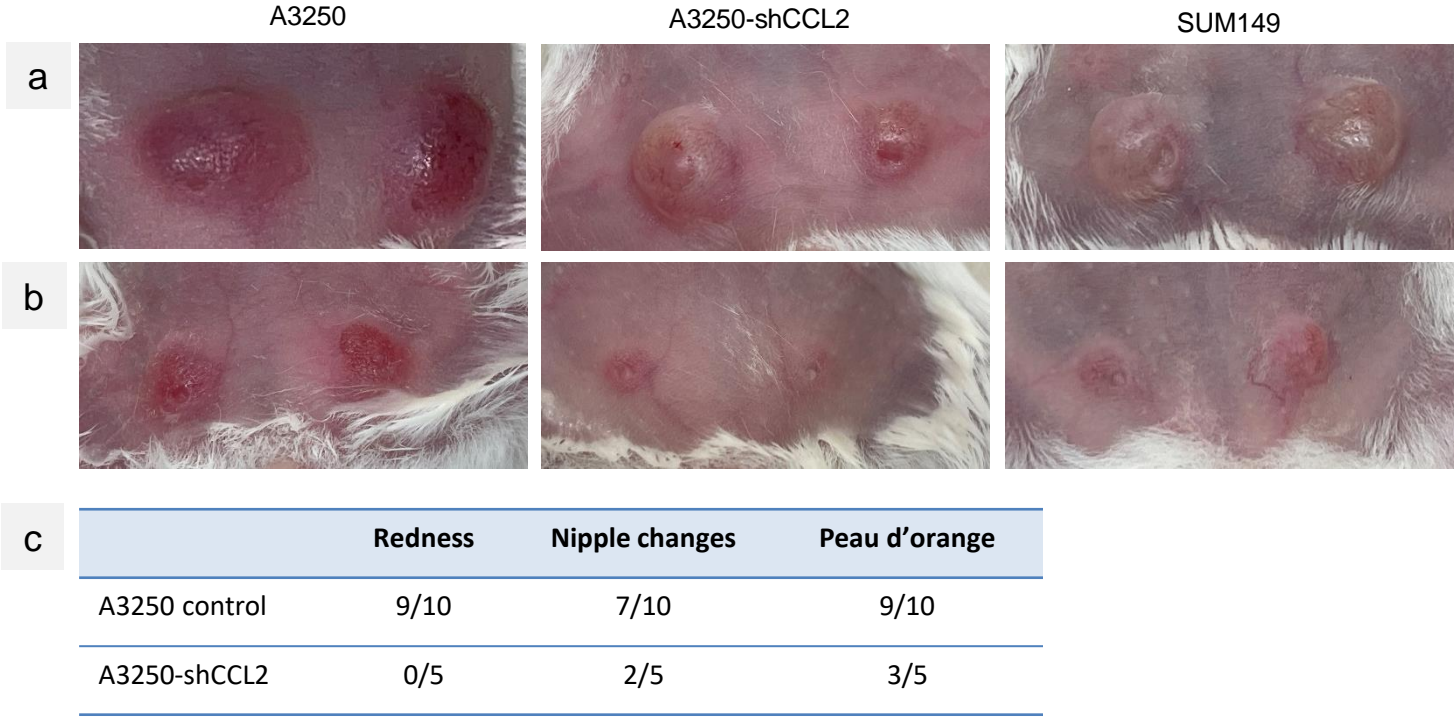 A3250 A3250-shCCL2 SUM149
a
b
c
Redness Nipple changes Peau d'orange
A3250 control 9/10 7/10 9/10
A3250-shCCL2 0/5 2/5 3/5